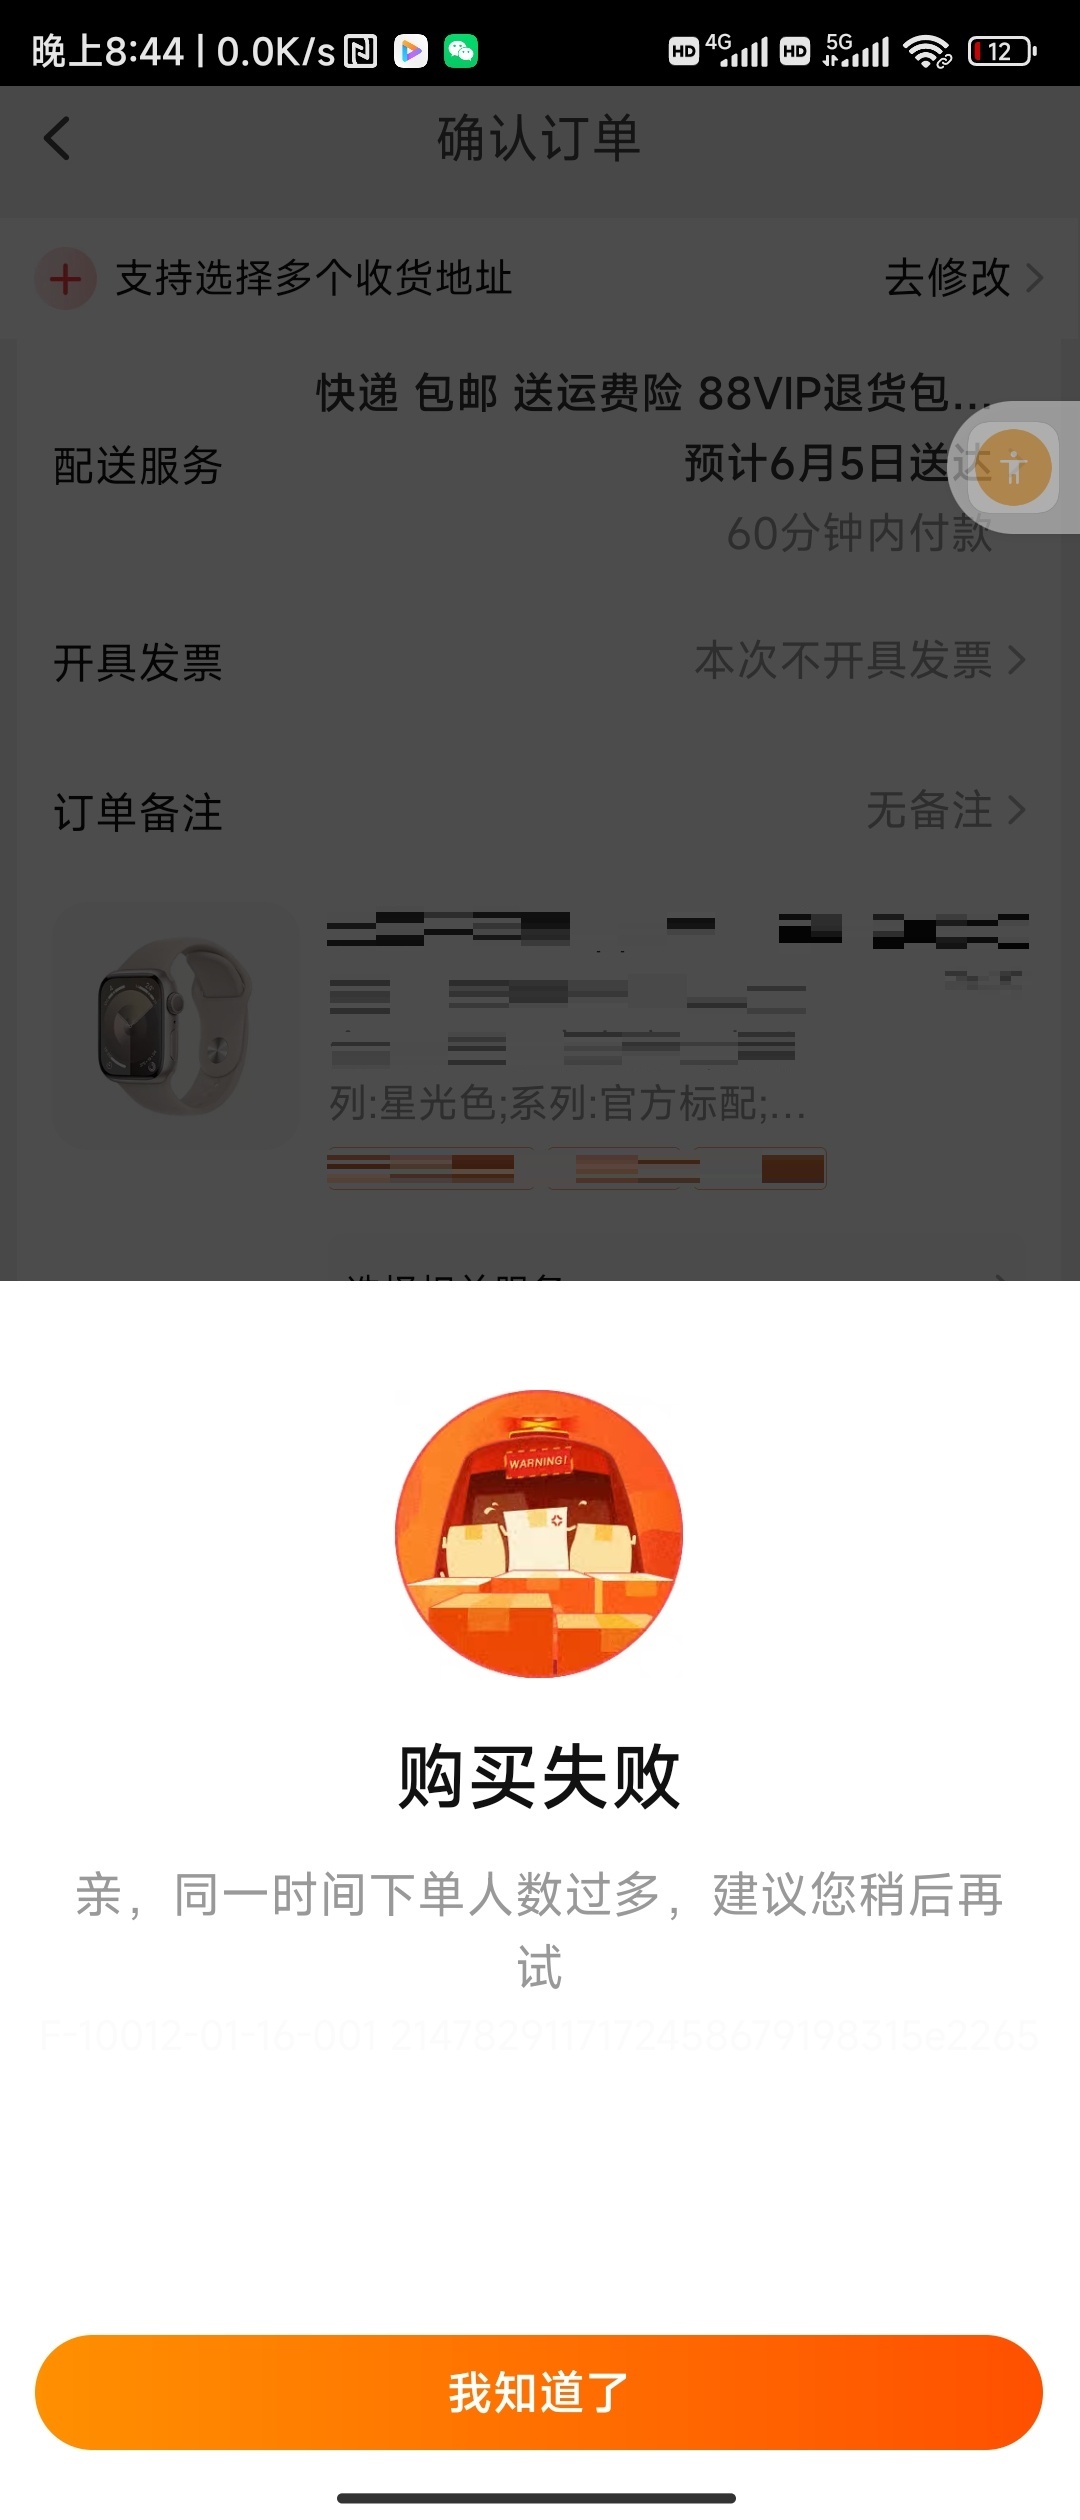 晚上8:44 | 0.0K/s HD 4G HD 5G 12
确认订单
支持选择多个收货地址 去修改
快递 包邮 送运费险 88VIP退货包...
配送服务 预计6月5日送达
60分钟内付款
开具发票 本次不开具发票
订单备注 无备注
列:星光色;系列:官方标配;...
WARNING!
购买失败
亲，同一时间下单人数过多，建议您稍后再
试
F-10012-01-16-001 2147829117172458679198315e2265
我知道了